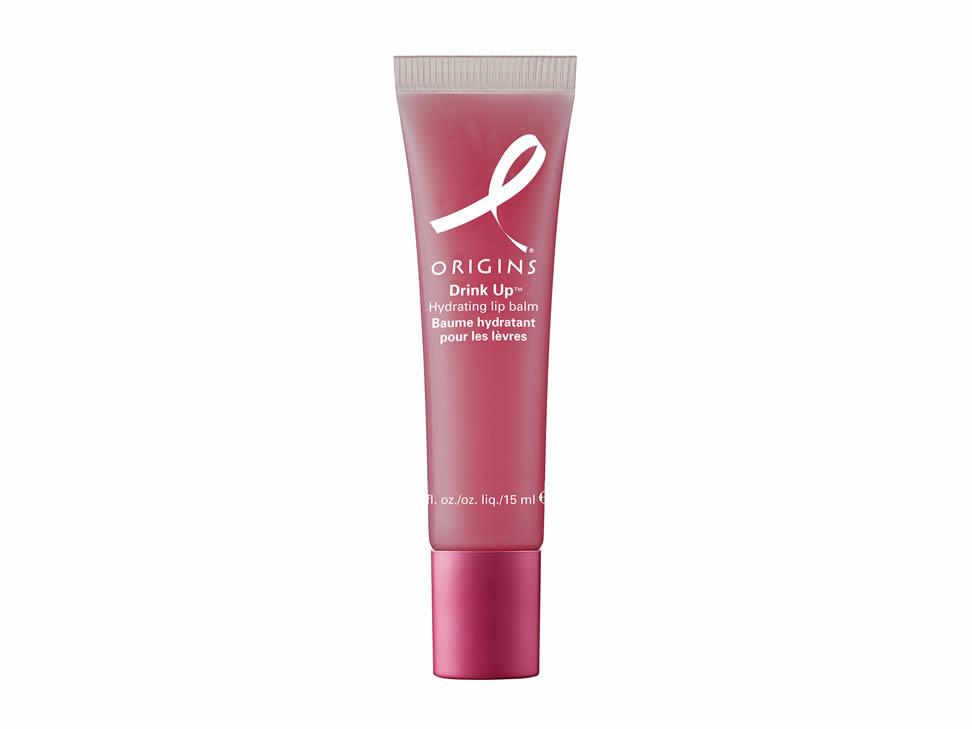 ®
ORIGINS
Drink Up™
Hydrating lip balm
Baume hydratant
pour les lèvres
fl. oz./oz. liq./15 ml